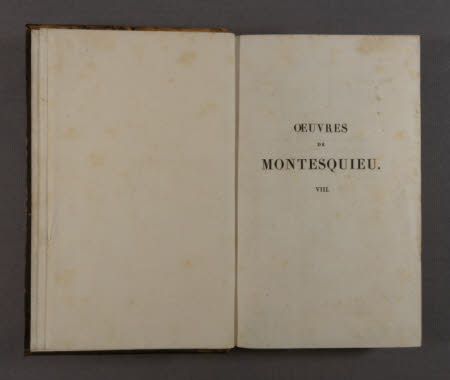 ŒUVRES
DE
MONTESQUIEU.
VIII.